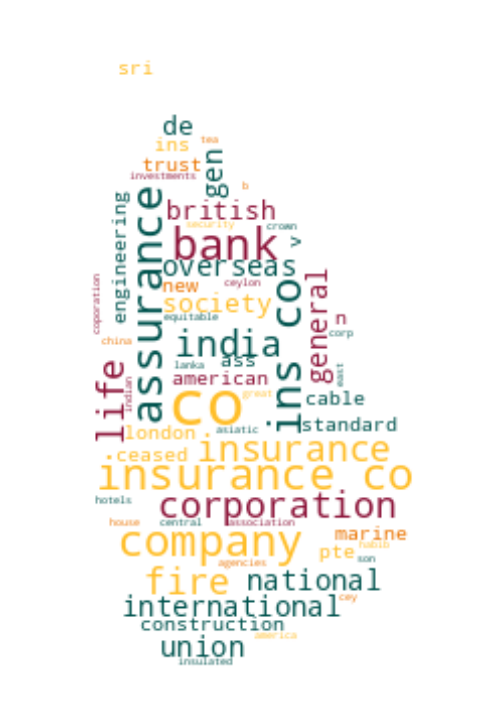 sri
de
tea
ins
trust
gen
investments
b
engineering
assurance
british
security
crown
bank
v
overseas
coporation
new
ceylon
general
ins co
society
equitable
n
corp
china
india
ass
lanka
east
life
indian
american
co
great
cable
asiatic
standard
london
.ceased
insurance
insurance co
hotels
corporation
house
central
association
marine
company
pte
habib
son
agencies
fire
national
cey
international
construction
america
union
insulated